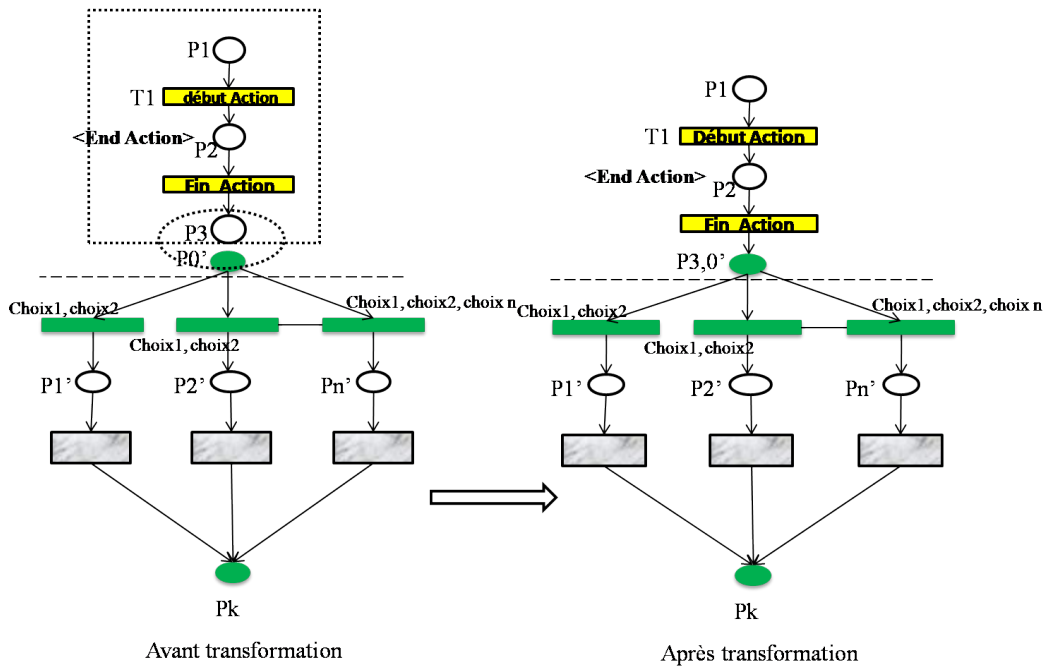 P1
T1
début Action
<End Action>
P2
Fin Action
P3
P0’
Choix1, choix2
Choix1, choix2, choix n
Choix1, choix2
P1’
P2’
Pn’
Pk
Avant transformation
P1
T1
Début Action
<End Action>
P2
Fin Action
P3,0’
Choix1, choix2
Choix1, choix2, choix n
Choix1, choix2
P1’
P2’
Pn’
Pk
Après transformation